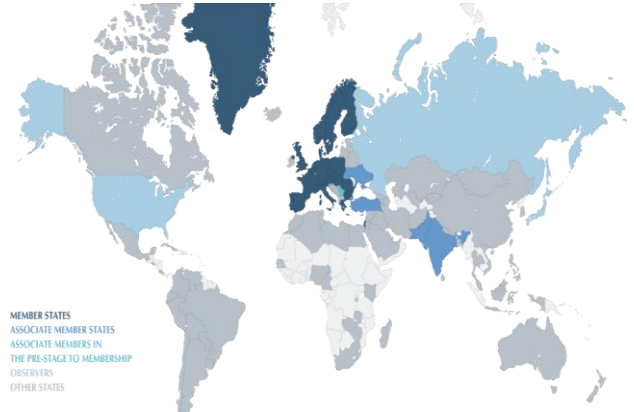 MEMBER STATES
ASSOCIATE MEMBER STATES
ASSOCIATE MEMBERS IN
THE PRE-STAGE TO MEMBERSHIP
OBSERVERS
OTHER STATES